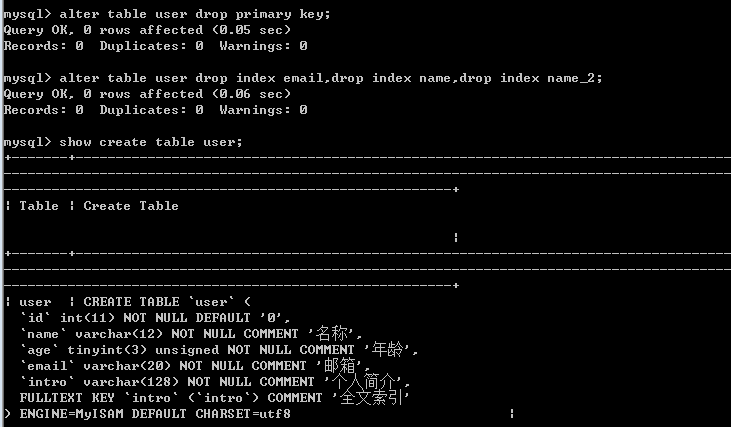 mysql> alter table user drop primary key;
Query OK, 0 rows affected (0.05 sec)
Records: 0  Duplicates: 0  Warnings: 0
mysql> alter table user drop index email,drop index name,drop index name_2;
Query OK, 0 rows affected (0.06 sec)
Records: 0  Duplicates: 0  Warnings: 0
mysql> show create table user;
| Table | Create Table
| user  | CREATE TABLE `user` (
`id` int(11) NOT NULL DEFAULT '0',
`name` varchar(12) NOT NULL COMMENT '名称',
`age` tinyint(3) unsigned NOT NULL COMMENT '年龄',
`email` varchar(20) NOT NULL COMMENT '邮箱',
`intro` varchar(128) NOT NULL COMMENT '个人简介',
FULLTEXT KEY `intro` (`intro`) COMMENT '全文索引'
) ENGINE=MyISAM DEFAULT CHARSET=utf8 |